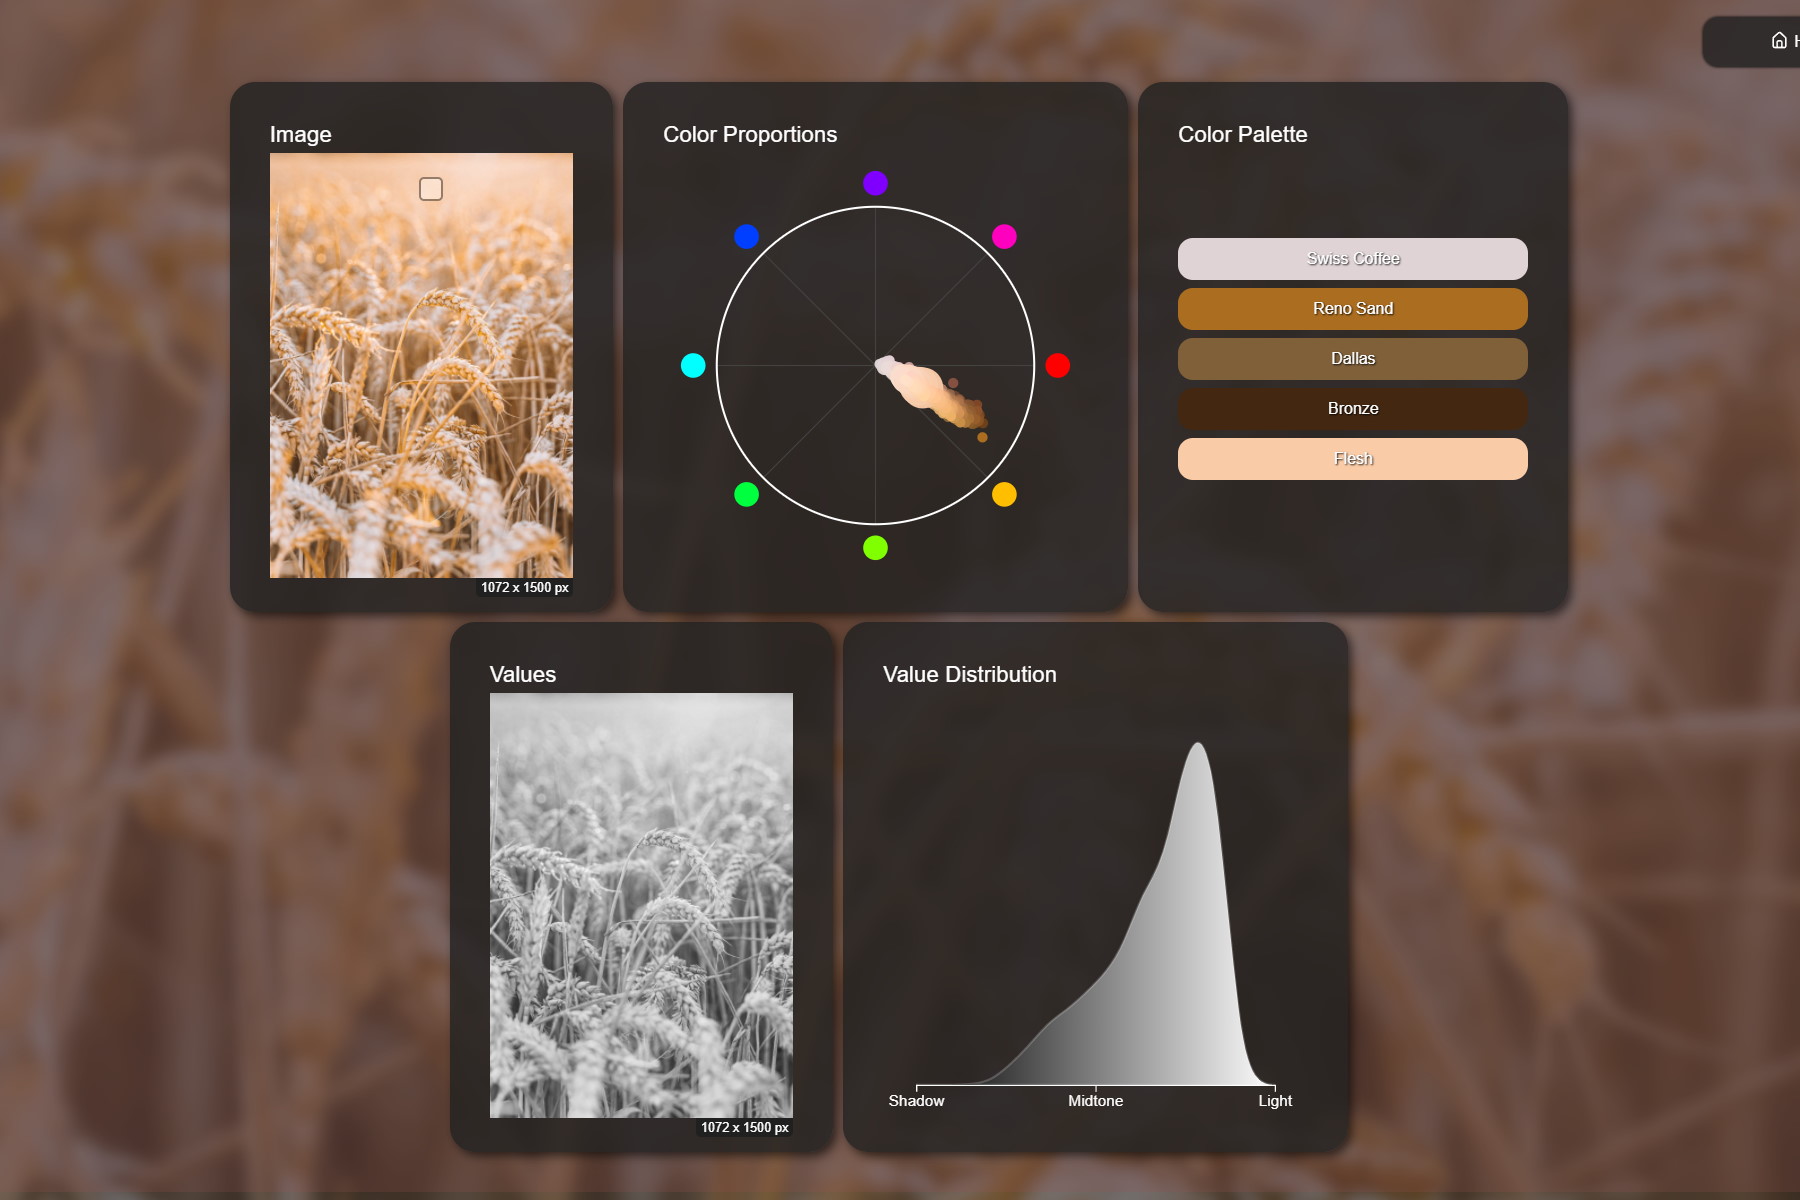 H
Image
Color Proportions
Color Palette
Swiss Coffee
Reno Sand
Dallas
Bronze
Flesh
1072 x 1500 px
Values
Value Distribution
Shadow
Midtone
Light
1072 x 1500 px